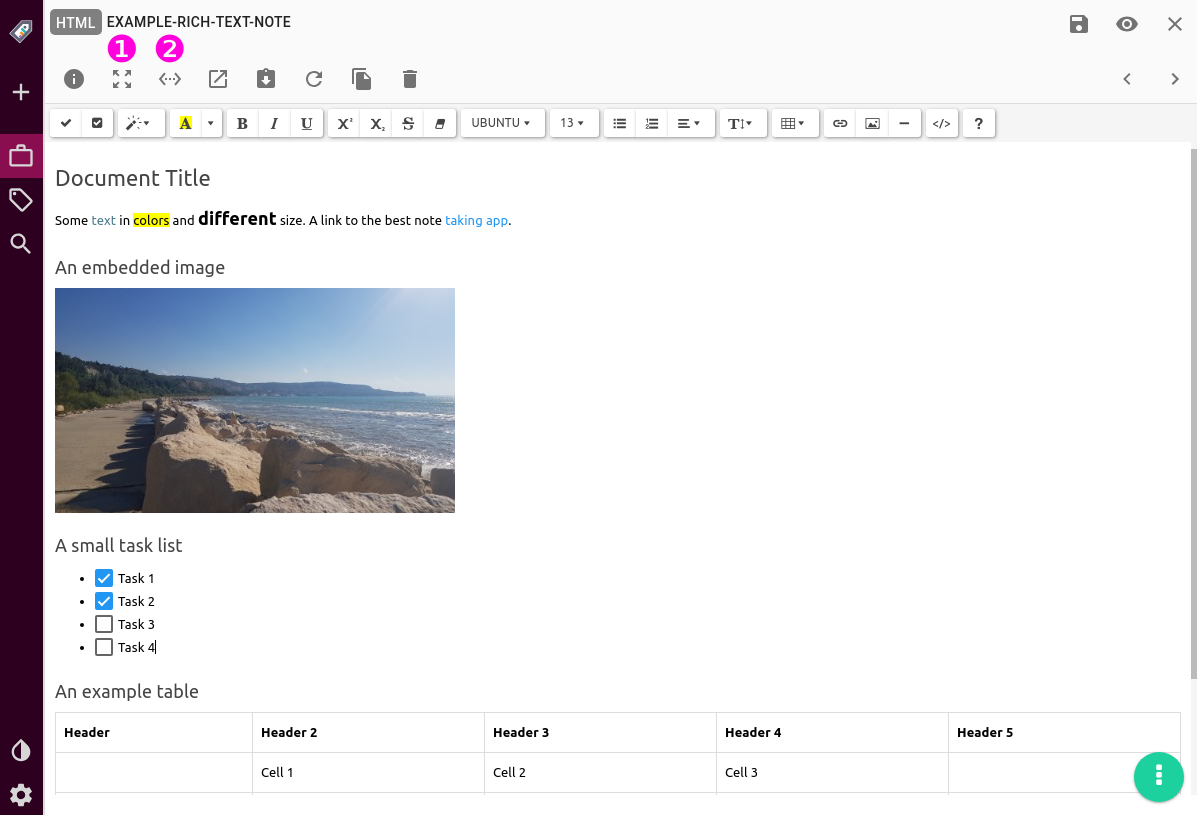 HTML EXAMPLE-RICH-TEXT-NOTE
1 2
A B I U X² X₂ S UBUNTU 13 T </> ?
Document Title
Some text in colors and different size. A link to the best note taking app.
An embedded image
A small task list
Task 1
Task 2
Task 3
Task 4
An example table
Header Header 2 Header 3 Header 4 Header 5
Cell 1 Cell 2 Cell 3